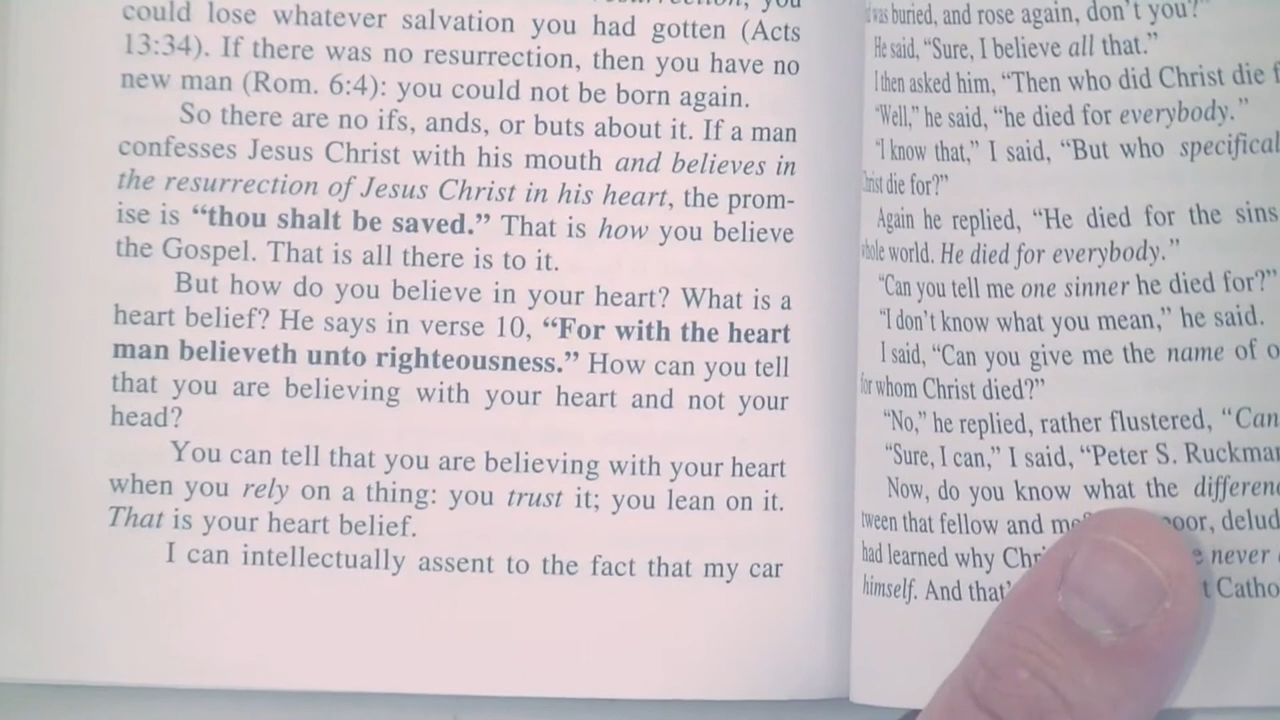 could lose whatever salvation you had gotten (Acts
13:34). If there was no resurrection, then you have no
new man (Rom. 6:4): you could not be born again.
So there are no ifs, ands, or buts about it. If a man
confesses Jesus Christ with his mouth and believes in
the resurrection of Jesus Christ in his heart, the prom-
ise is “thou shalt be saved.” That is how you believe
the Gospel. That is all there is to it.
But how do you believe in your heart? What is a
heart belief? He says in verse 10, “For with the heart
man believeth unto righteousness.” How can you tell
that you are believing with your heart and not your
head?
You can tell that you are believing with your heart
when you rely on a thing: you trust it; you lean on it.
That is your heart belief.
I can intellectually assent to the fact that my car
was buried, and rose again, don’t you?”
He said, “Sure, I believe all that.”
I then asked him, “Then who did Christ die
“Well,” he said, “he died for everybody.”
“I know that,” I said, “But who
die for?”
Again he replied, “He died for the sins
world. He died for everybody.”
“Can you tell me one sinner he died for?”
“I don’t know what you mean,” he said.
I said, “Can you give me the name of
for whom Christ died?”
“No,” he replied, rather flustered, “Can
“Sure, I can,” I said, “Peter S.
Now, do you know what the
that fellow and
had learned why never
himself. And